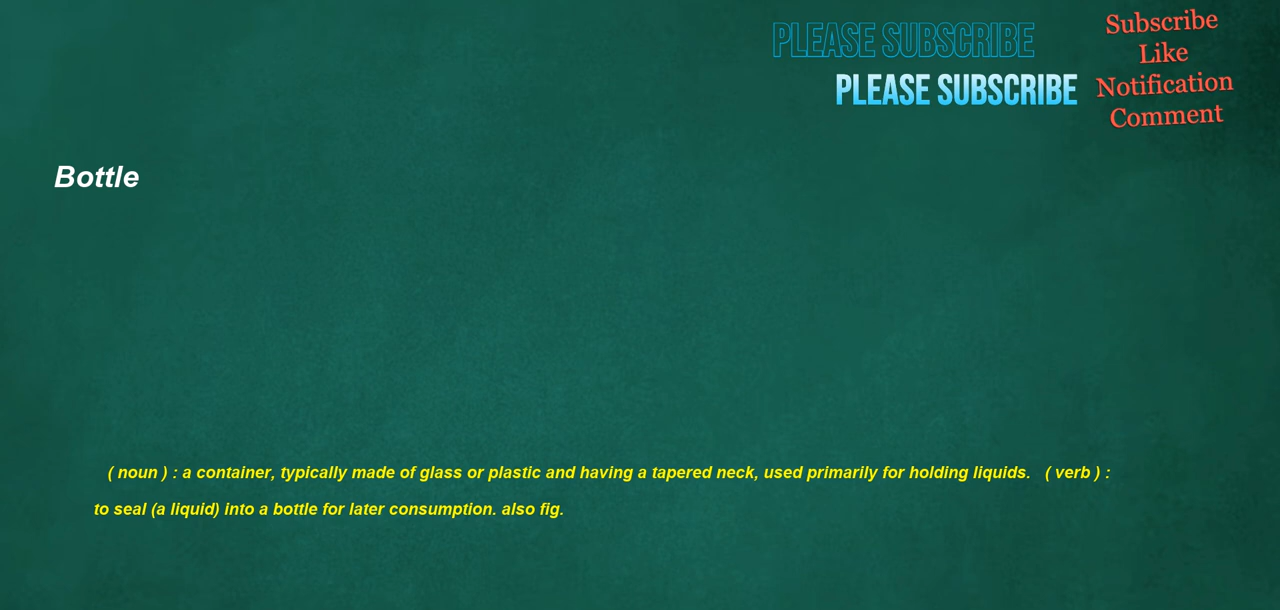 PLEASE SUBSCRIBE
PLEASE SUBSCRIBE
Subscribe
Like
Notification
Comment
Bottle
( noun ) : a container, typically made of glass or plastic and having a tapered neck, used primarily for holding liquids. ( verb ) :
to seal (a liquid) into a bottle for later consumption. also fig.